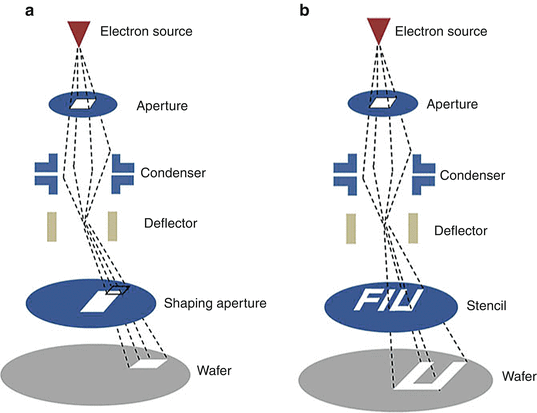 a
Electron source
Aperture
Condenser
Deflector
Shaping aperture
Wafer
b
Electron source
Aperture
Condenser
Deflector
FIU
Stencil
Wafer